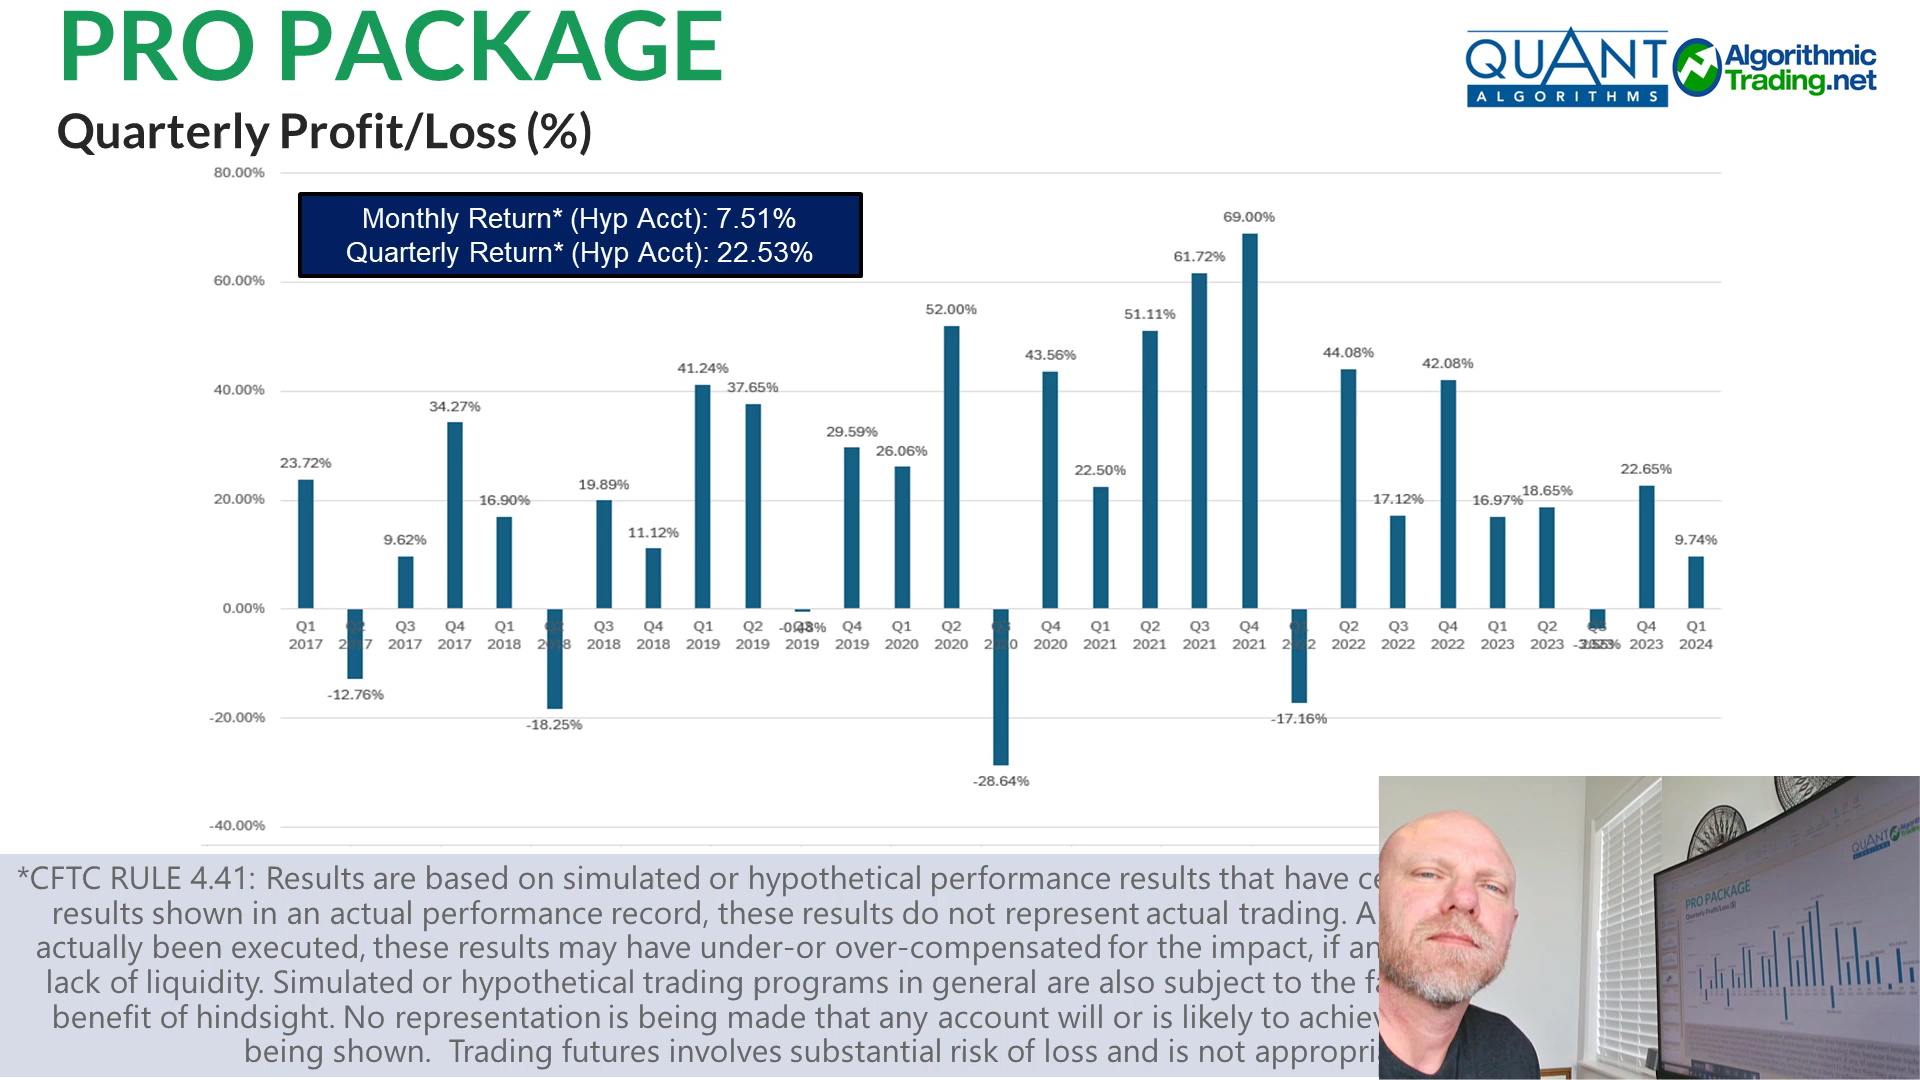 PRO PACKAGE
QUANT
ALGORITHMS
Algorithmic
Trading.net
Quarterly Profit/Loss (%)
80.00%
Monthly Return* (Hyp Acct): 7.51%
Quarterly Return* (Hyp Acct): 22.53%
69.00%
61.72%
60.00%
52.00%
51.11%
43.56%
44.08%
42.08%
41.24%
37.65%
40.00%
34.27%
29.59%
26.06%
23.72%
22.50%
22.65%
19.89%
18.65%
20.00%
16.90%
17.12%
16.97%
11.12%
9.62%
9.74%
0.00%
Q1 Q3 Q4 Q1 Q3 Q4 Q1 Q2 Q4 Q1 Q2 Q4 Q1 Q2 Q3 Q4 Q2 Q3 Q4 Q1 Q2 Q4 Q1
2017 2017 2017 2018 2018 2018 2019 2019 2019 2019 2020 2020 2020 2021 2021 2021 2021 2022 2022 2022 2023 2023 2023 2024
-0.48%
-12.76%
-18.25%
-17.16%
-20.00%
-28.64%
-40.00%
*CFTC RULE 4.41: Results are based on simulated or hypothetical performance results that have
results shown in an actual performance record, these results do not represent actual trading.
actually been executed, these results may have under-or over-compensated for the impact, if
lack of liquidity. Simulated or hypothetical trading programs in general are also subject to the
benefit of hindsight. No representation is being made that any account will or is likely to
being shown. Trading futures involves substantial risk of loss and is not
PRO PACKAGE
Quarterly Profit/Loss (%)
QUANT